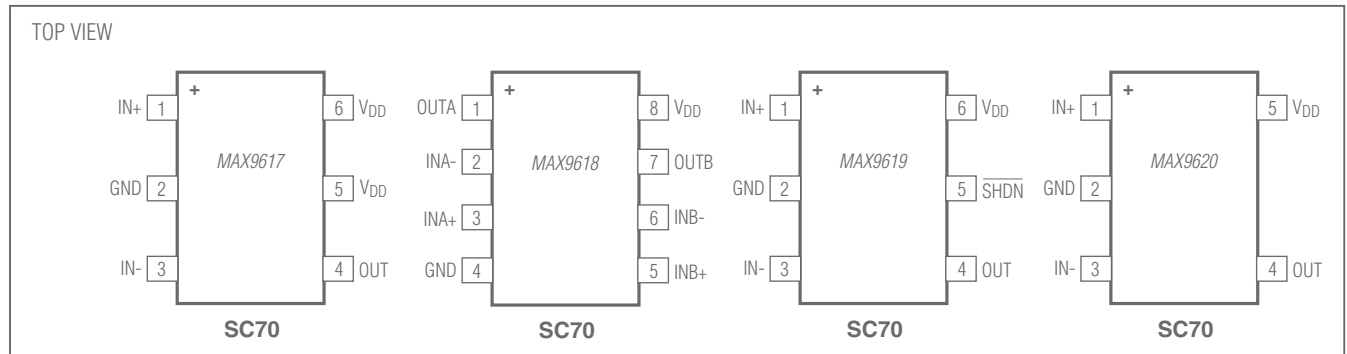 TOP VIEW
+
MAX9617
IN+ 1
6 VDD
GND 2
5 VDD
IN- 3
4 OUT
SC70
+
MAX9618
OUTA 1
8 VDD
INA- 2
7 OUTB
INA+ 3
6 INB-
GND 4
5 INB+
SC70
+
MAX9619
IN+ 1
6 VDD
GND 2
5 SHDN
IN- 3
4 OUT
SC70
+
MAX9620
IN+ 1
5 VDD
GND 2
IN- 3
4 OUT
SC70